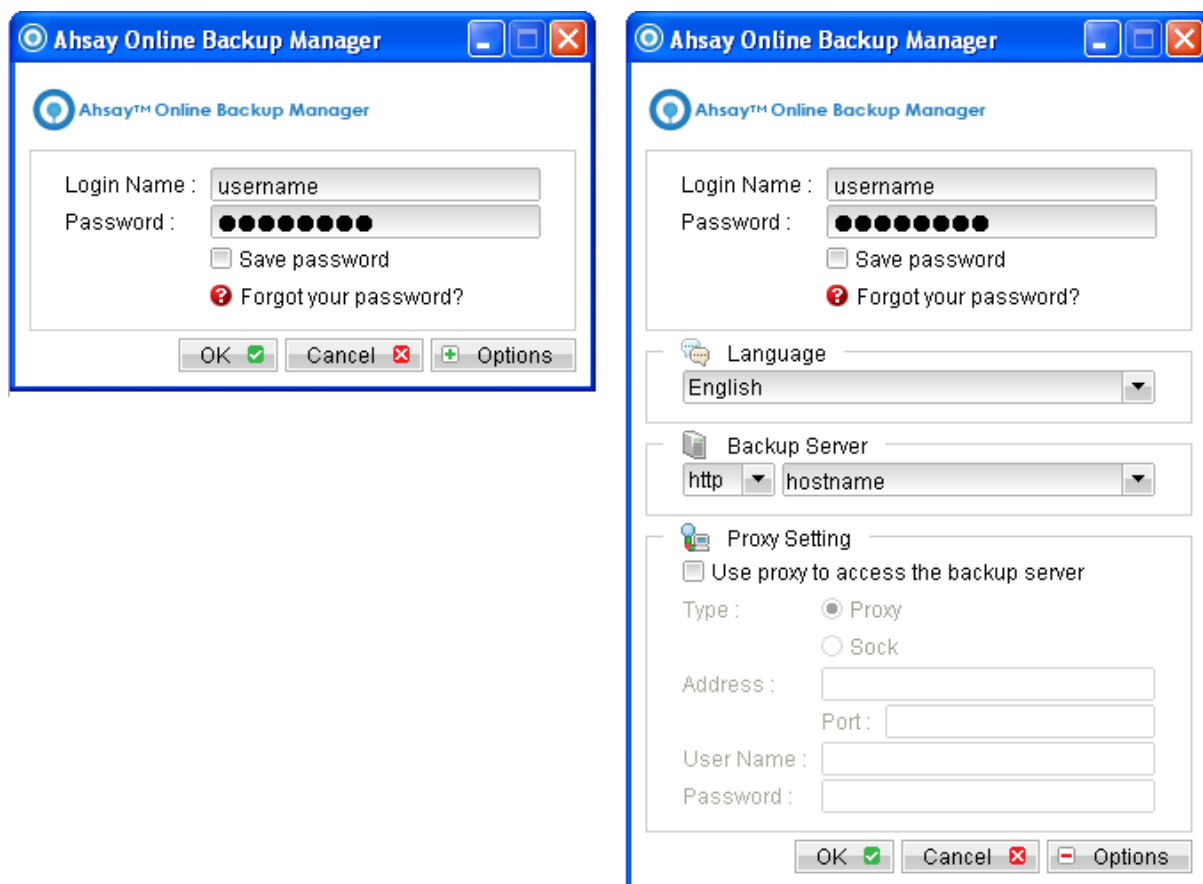 Ahsay Online Backup Manager
Ahsay™ Online Backup Manager
Login Name : username
Password : ●●●●●●●●
Save password
Forgot your password?
OK Cancel Options
Ahsay Online Backup Manager
Ahsay™ Online Backup Manager
Login Name : username
Password : ●●●●●●●●
Save password
Forgot your password?
Language
English
Backup Server
http hostname
Proxy Setting
Use proxy to access the backup server
Type : Proxy
Sock
Address :
Port :
User Name :
Password :
OK Cancel Options